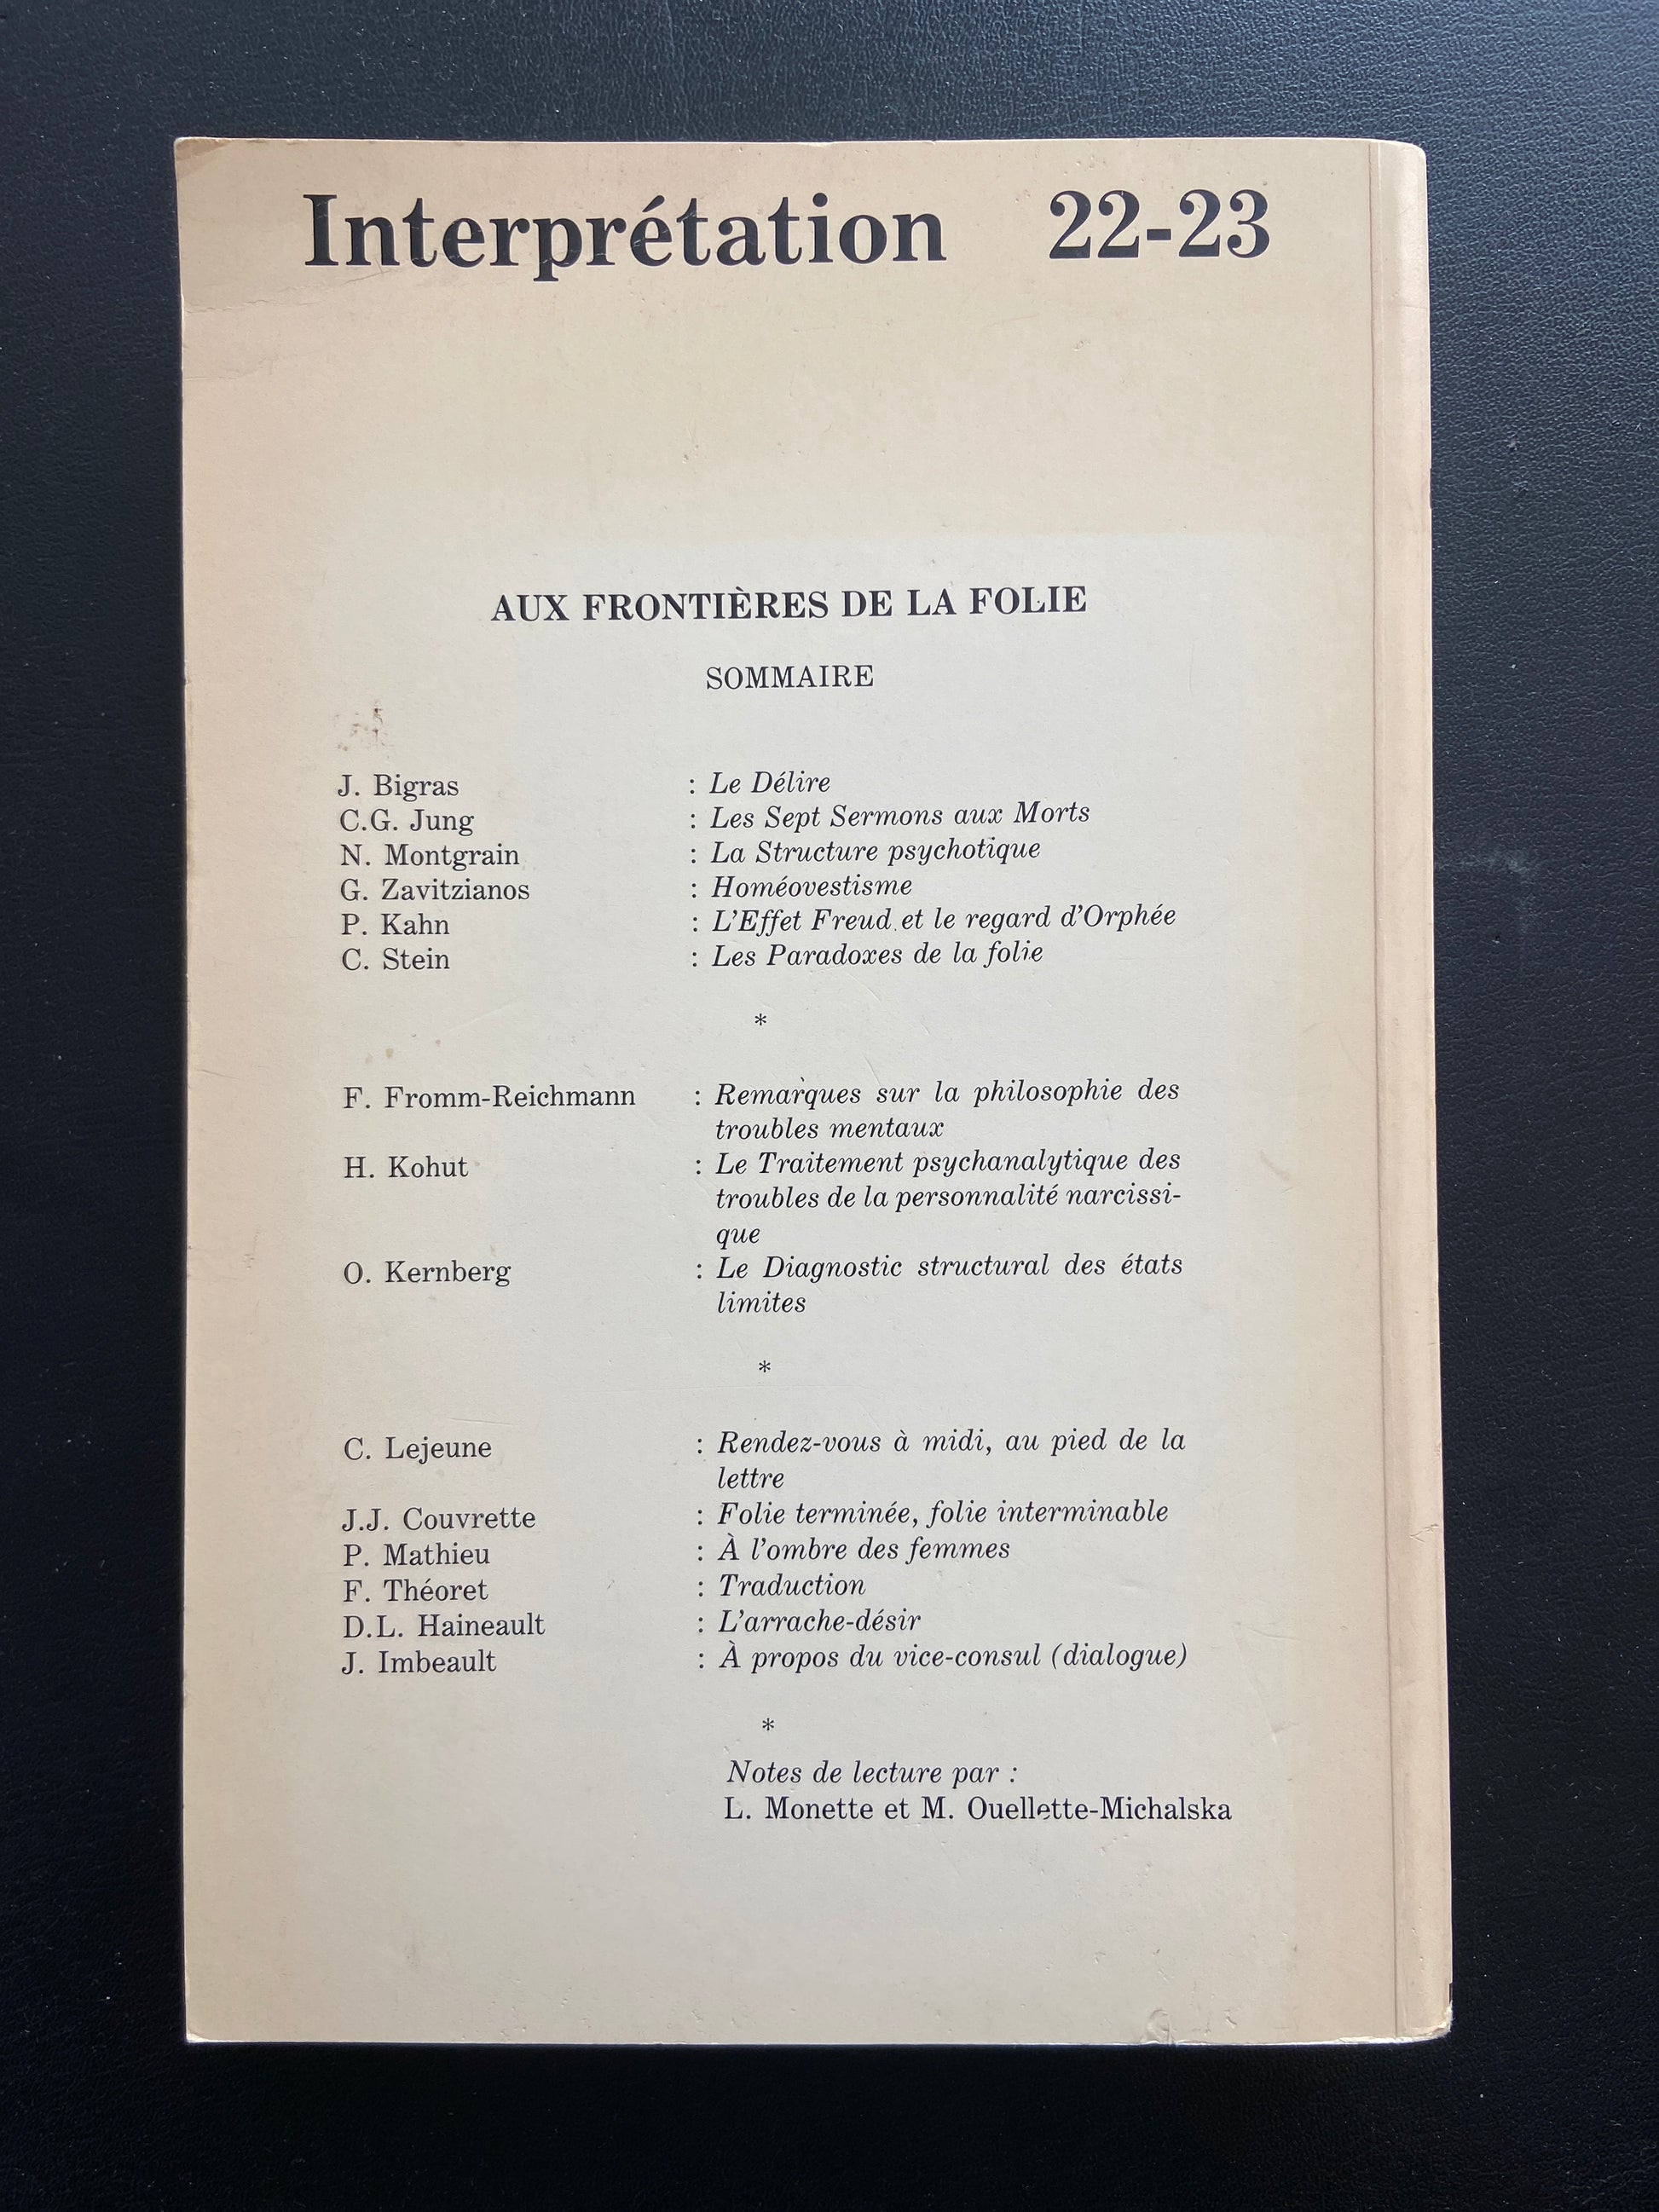 Interprétation 22-23
AUX FRONTIÈRES DE LA FOLIE
SOMMAIRE
J. Bigras : Le Délire
C.G. Jung : Les Sept Sermons aux Morts
N. Montgrain : La Structure psychotique
G. Zavitzianos : Homéovestisme
P. Kahn : L'Effet Freud et le regard d'Orphée
C. Stein : Les Paradoxes de la folie
*
F. Fromm-Reichmann : Remarques sur la philosophie des
troubles mentaux
H. Kohut : Le Traitement psychanalytique des
troubles de la personnalité narcissi-
que
O. Kernberg : Le Diagnostic structural des états
limites
*
C. Lejeune : Rendez-vous à midi, au pied de la
lettre
J.J. Couvrette : Folie terminée, folie interminable
P. Mathieu : À l'ombre des femmes
F. Théoret : Traduction
D.L. Haineault : L'arrache-désir
J. Imbeault : À propos du vice-consul (dialogue)
*
Notes de lecture par :
L. Monette et M. Ouellette-Michalska